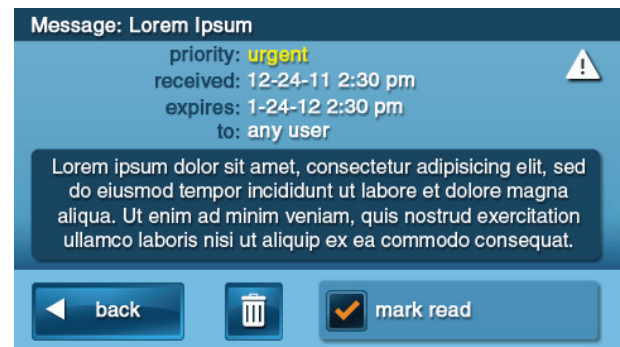 Message: Lorem Ipsum
priority: urgent
received: 12-24-11 2:30 pm
expires: 1-24-12 2:30 pm
to: any user
Lorem ipsum dolor sit amet, consectetur adipisicing elit, sed
do eiusmod tempor incididunt ut labore et dolore magna
aliqua. Ut enim ad minim veniam, quis nostrud exercitation
ullamco laboris nisi ut aliquip ex ea commodo consequat.
back
mark read